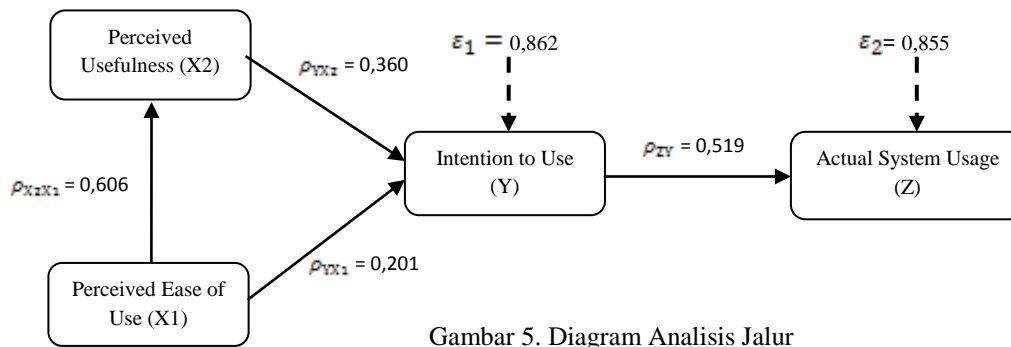 Perceived
Usefulness (X2)
ρYX2 = 0,360
ε1 = 0,862
ε2= 0,855
Intention to Use
(Y)
ρZY = 0,519
Actual System Usage
(Z)
ρX2X1 = 0,606
ρYX1 = 0,201
Perceived Ease of
Use (X1)
Gambar 5. Diagram Analisis Jalur